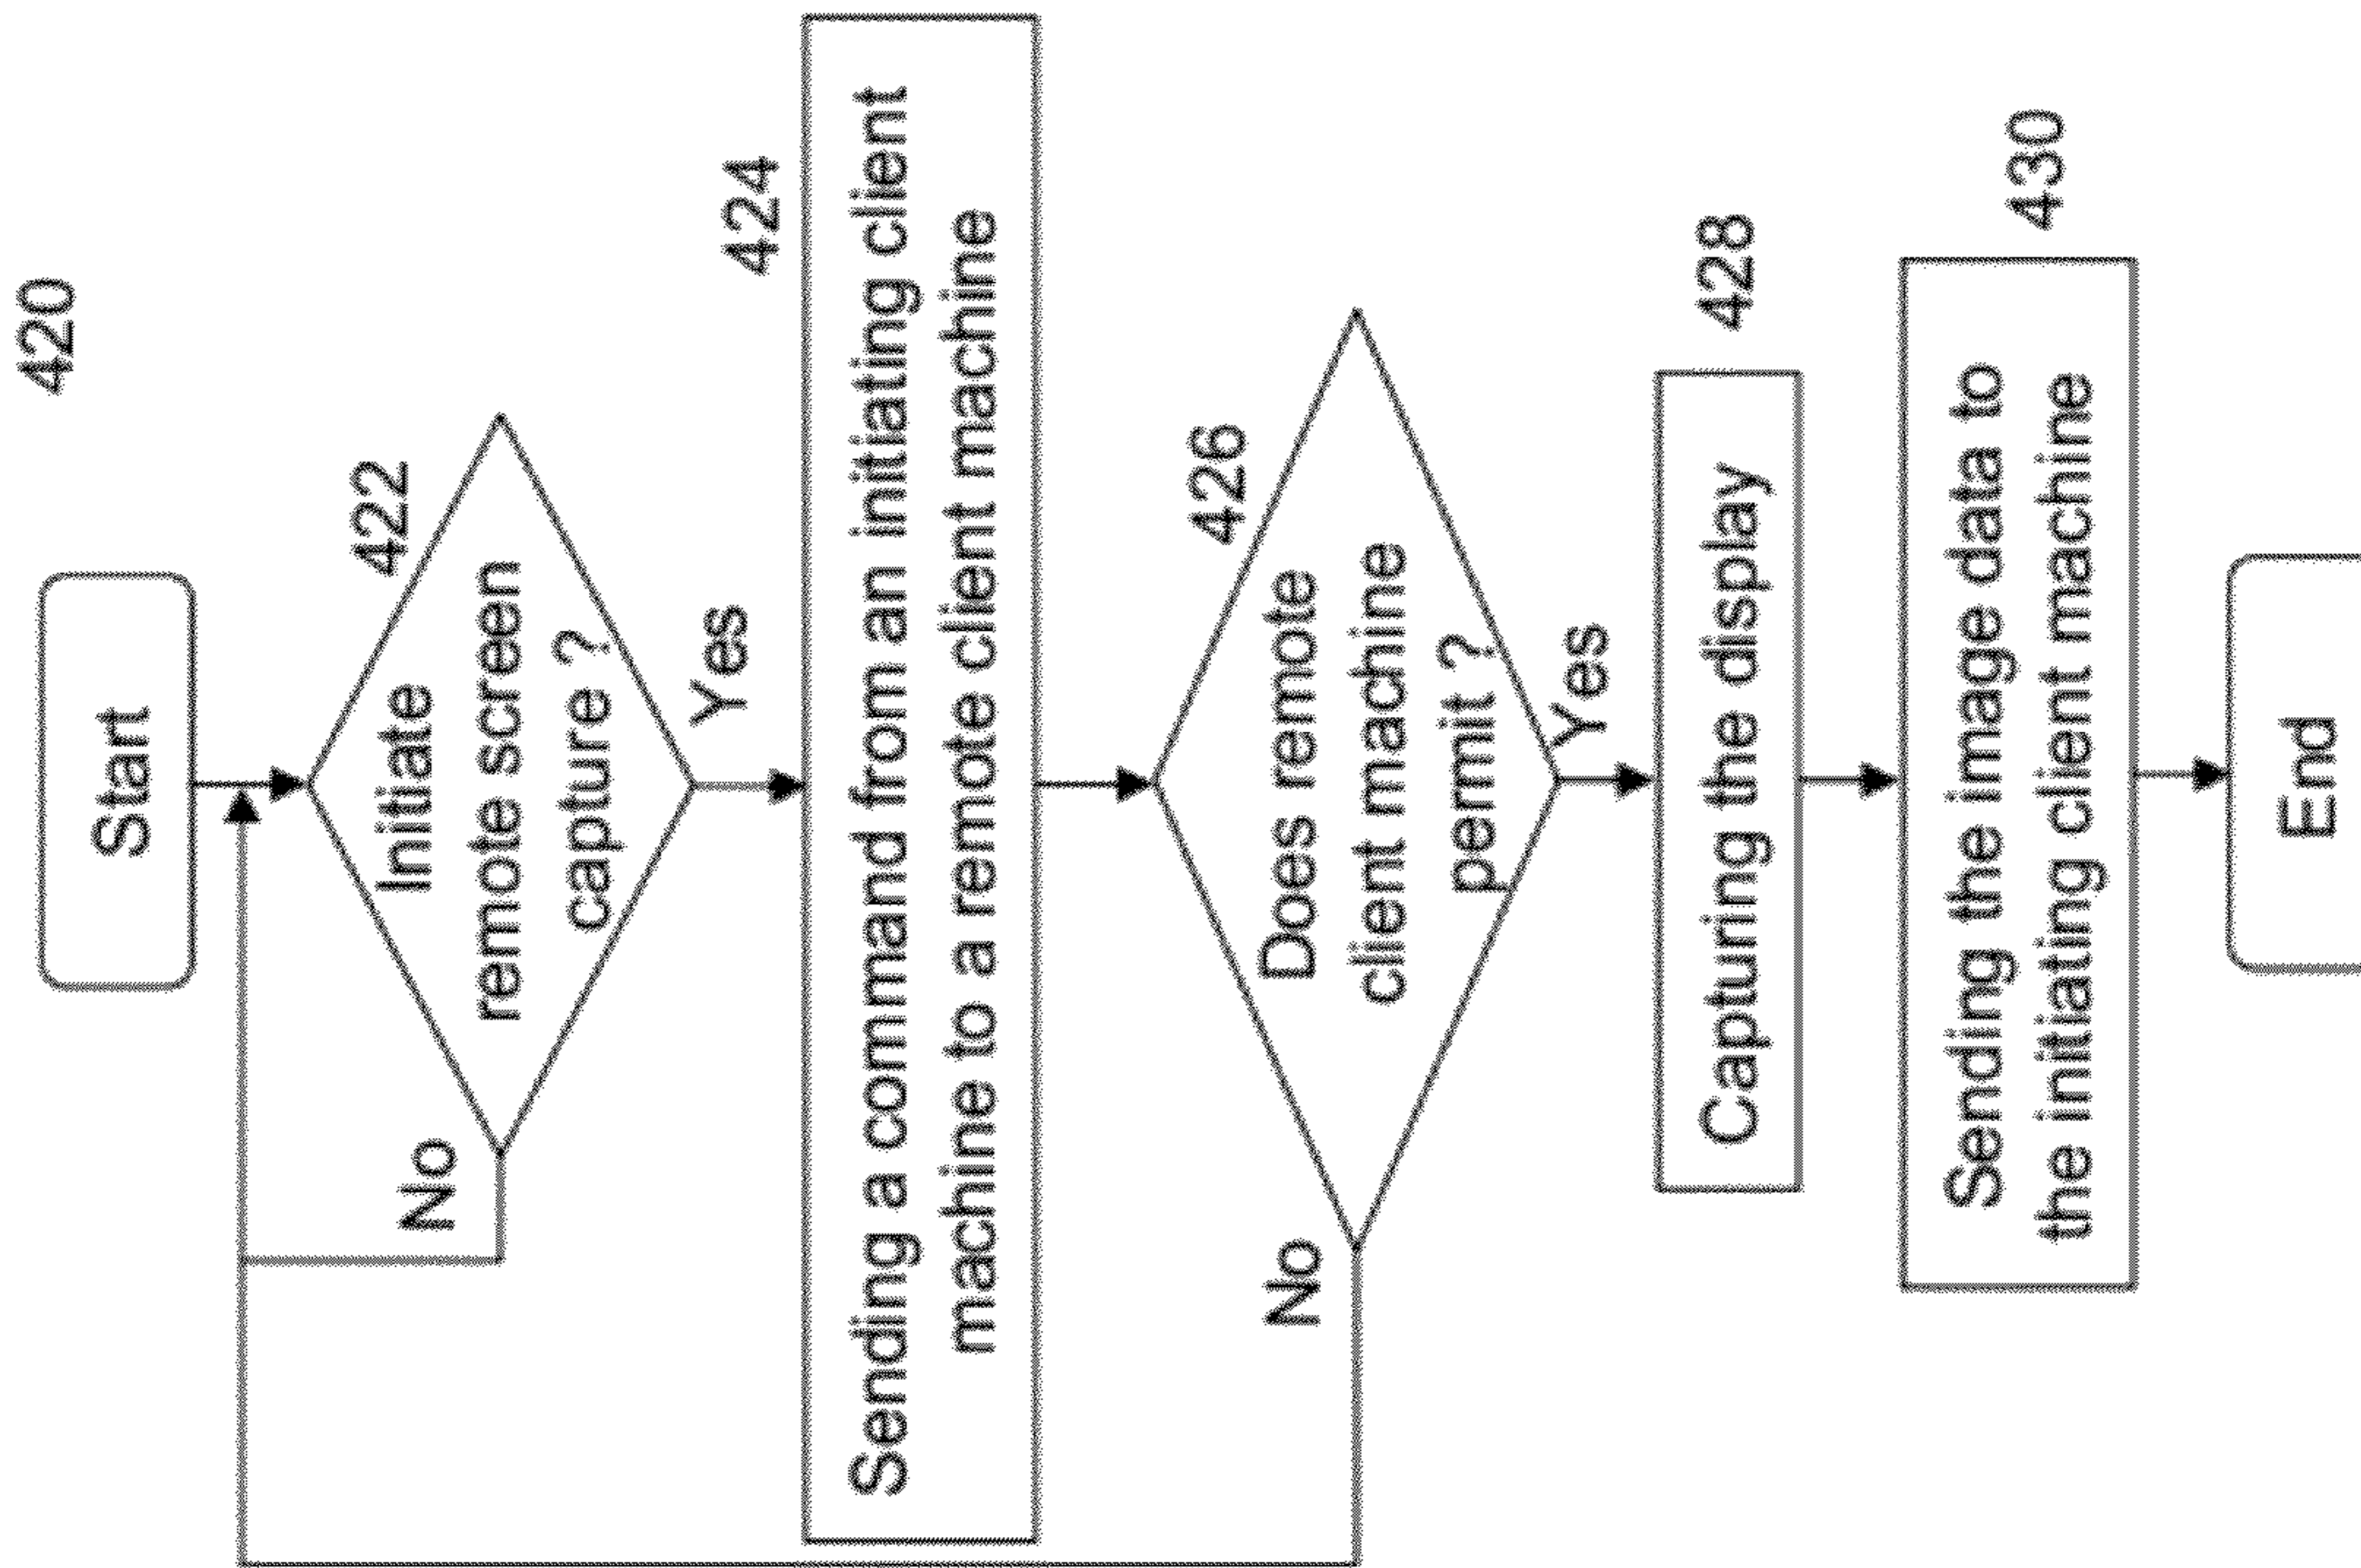 420
Start
422
Initiate
remote screen
capture ?
No
Yes
424
Sending a command from an initiating client
machine to a remote client machine
426
Does remote
client machine
permit ?
No
Yes
428
Capturing the display
430
Sending the image data to
the initiating client machine
End